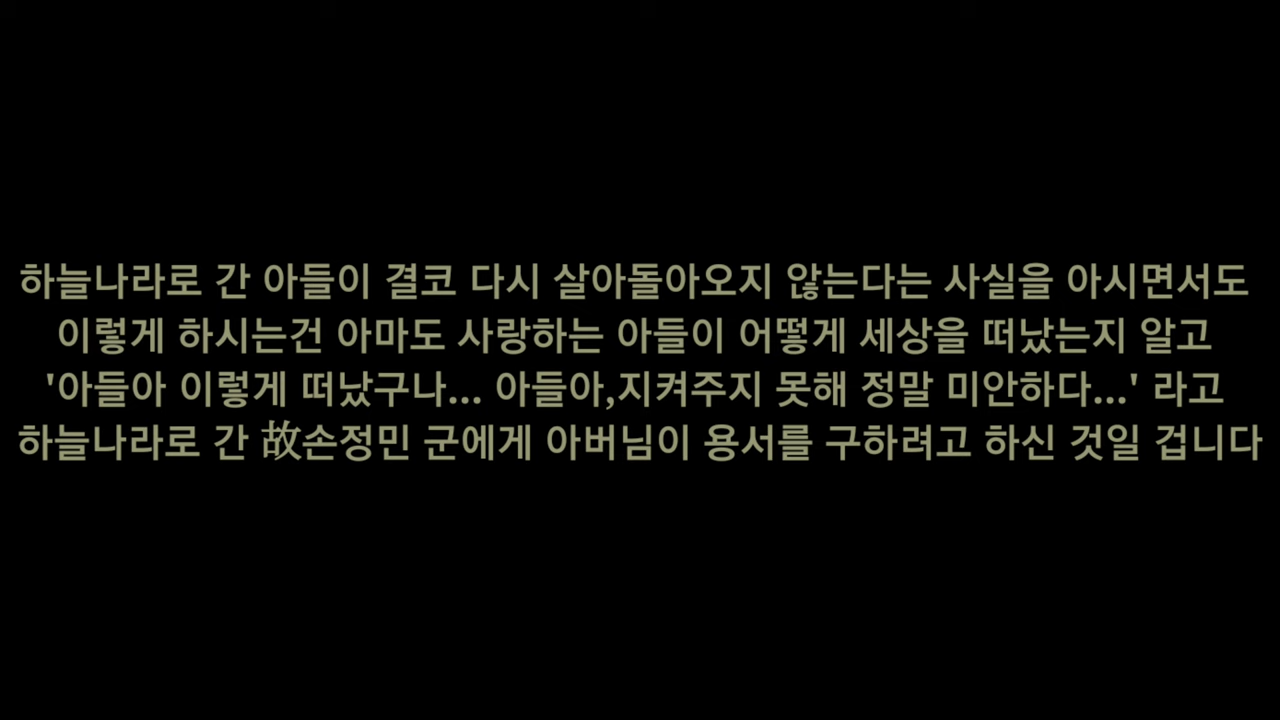 하늘나라로 간 아들이 결코 다시 살아돌아오지 않는다는 사실을 아시면서도
이렇게 하시는건 아마도 사랑하는 아들이 어떻게 세상을 떠났는지 알고
'아들아 이렇게 떠났구나... 아들아,지켜주지 못해 정말 미안하다...' 라고
하늘나라로 간 故손정민 군에게 아버님이 용서를 구하려고 하신 것일 겁니다